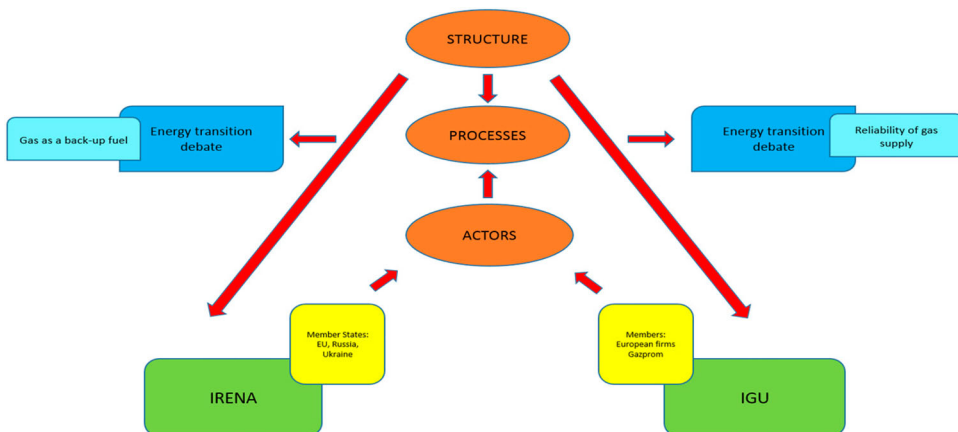 STRUCTURE
Gas as a back-up fuel
Energy transition
debate
PROCESSES
Energy transition
debate
Reliability of gas
supply
ACTORS
Member States:
EU, Russia,
Ukraine
Members:
European firms
Gazprom
IRENA
IGU